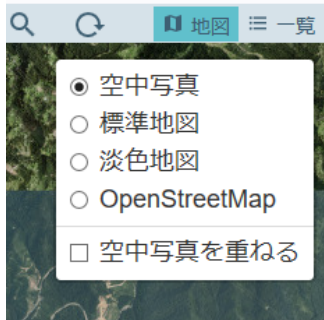 地図 一覧
空中写真
標準地図
淡色地図
OpenStreetMap
空中写真を重ねる